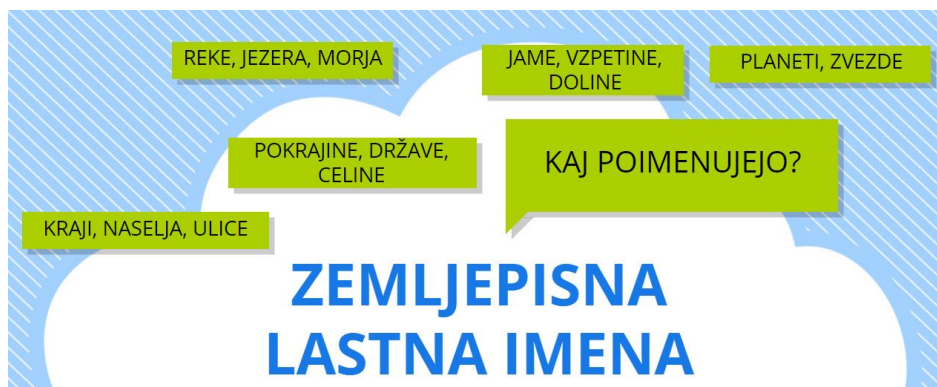 REKE, JEZERA, MORJA
JAME, VZPETINE,
DOLINE
PLANETI, ZVEZDE
POKRAJINE, DRŽAVE,
CELINE
KAJ POIMENUJEJO?
KRAJI, NASELJA, ULICE
ZEMLJEPISNA
LASTNA IMENA